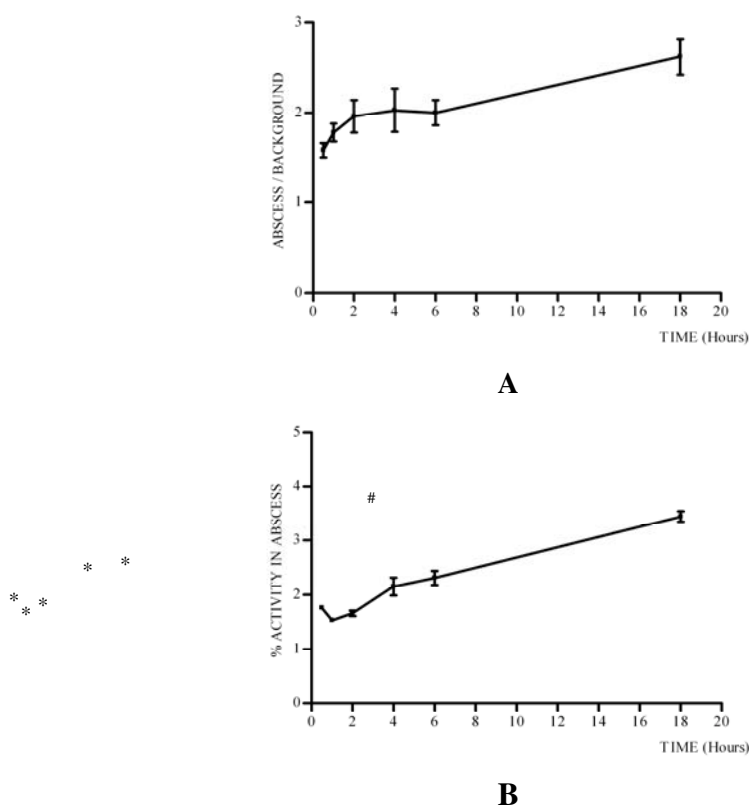 3
2
1
0
ABSCESS / BACKGROUND
0 2 4 6 8 10 12 14 16 18 20
TIME (Hours)
A
5
4
3
2
1
0
% ACTIVITY IN ABSCESS
#
* *
* *
*
0 2 4 6 8 10 12 14 16 18 20
TIME (Hours)
B